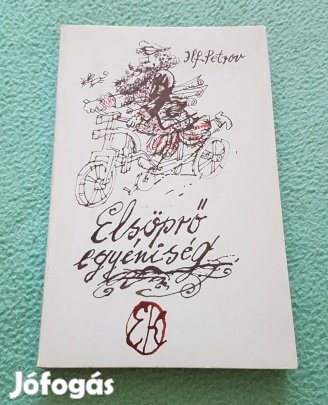 Ilf-Petrov
Elsöprő
egyéniség
EK
Jófogás